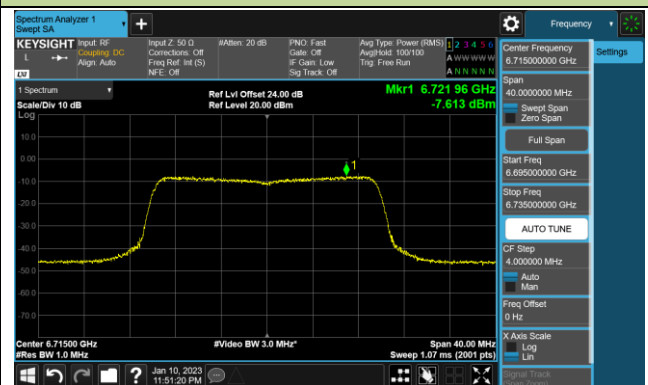 Spectrum Analyzer 1
Swept SA
+
Frequency
KEYSIGHT
Input: RF
Coupling: DC
Align: Auto
Input Z: 50 Ω
Corrections: Off
Freq Ref: Int (S)
NFE: Off
#Atten: 20 dB
PNO: Fast
Gate: Off
IF Gain: Low
Sig Track: Off
Avg Type: Power (RMS)
Avg|Hold: 100/100
Trig: Free Run
1 2 3 4 5 6
A W W W W W
A N N N N N
L
LXI
1 Spectrum
Scale/Div 10 dB
Log
Ref Lvl Offset 24.00 dB
Ref Level 20.00 dBm
Mkr1 6.721 96 GHz
-7.613 dBm
1
10.0
0.00
-10.0
-20.0
-30.0
-40.0
-50.0
-60.0
-70.0
Center 6.71500 GHz
#Res BW 1.0 MHz
#Video BW 3.0 MHz*
Span 40.00 MHz
Sweep 1.07 ms (2001 pts)
Jan 10, 2023
11:51:20 PM
?
Settings
Center Frequency
6.715000000 GHz
Span
40.0000000 MHz
Swept Span
Zero Span
Full Span
Start Freq
6.695000000 GHz
Stop Freq
6.735000000 GHz
AUTO TUNE
CF Step
4.000000 MHz
Auto
Man
Freq Offset
0 Hz
X Axis Scale
Log
Lin
Signal Track
(Span Zoom)